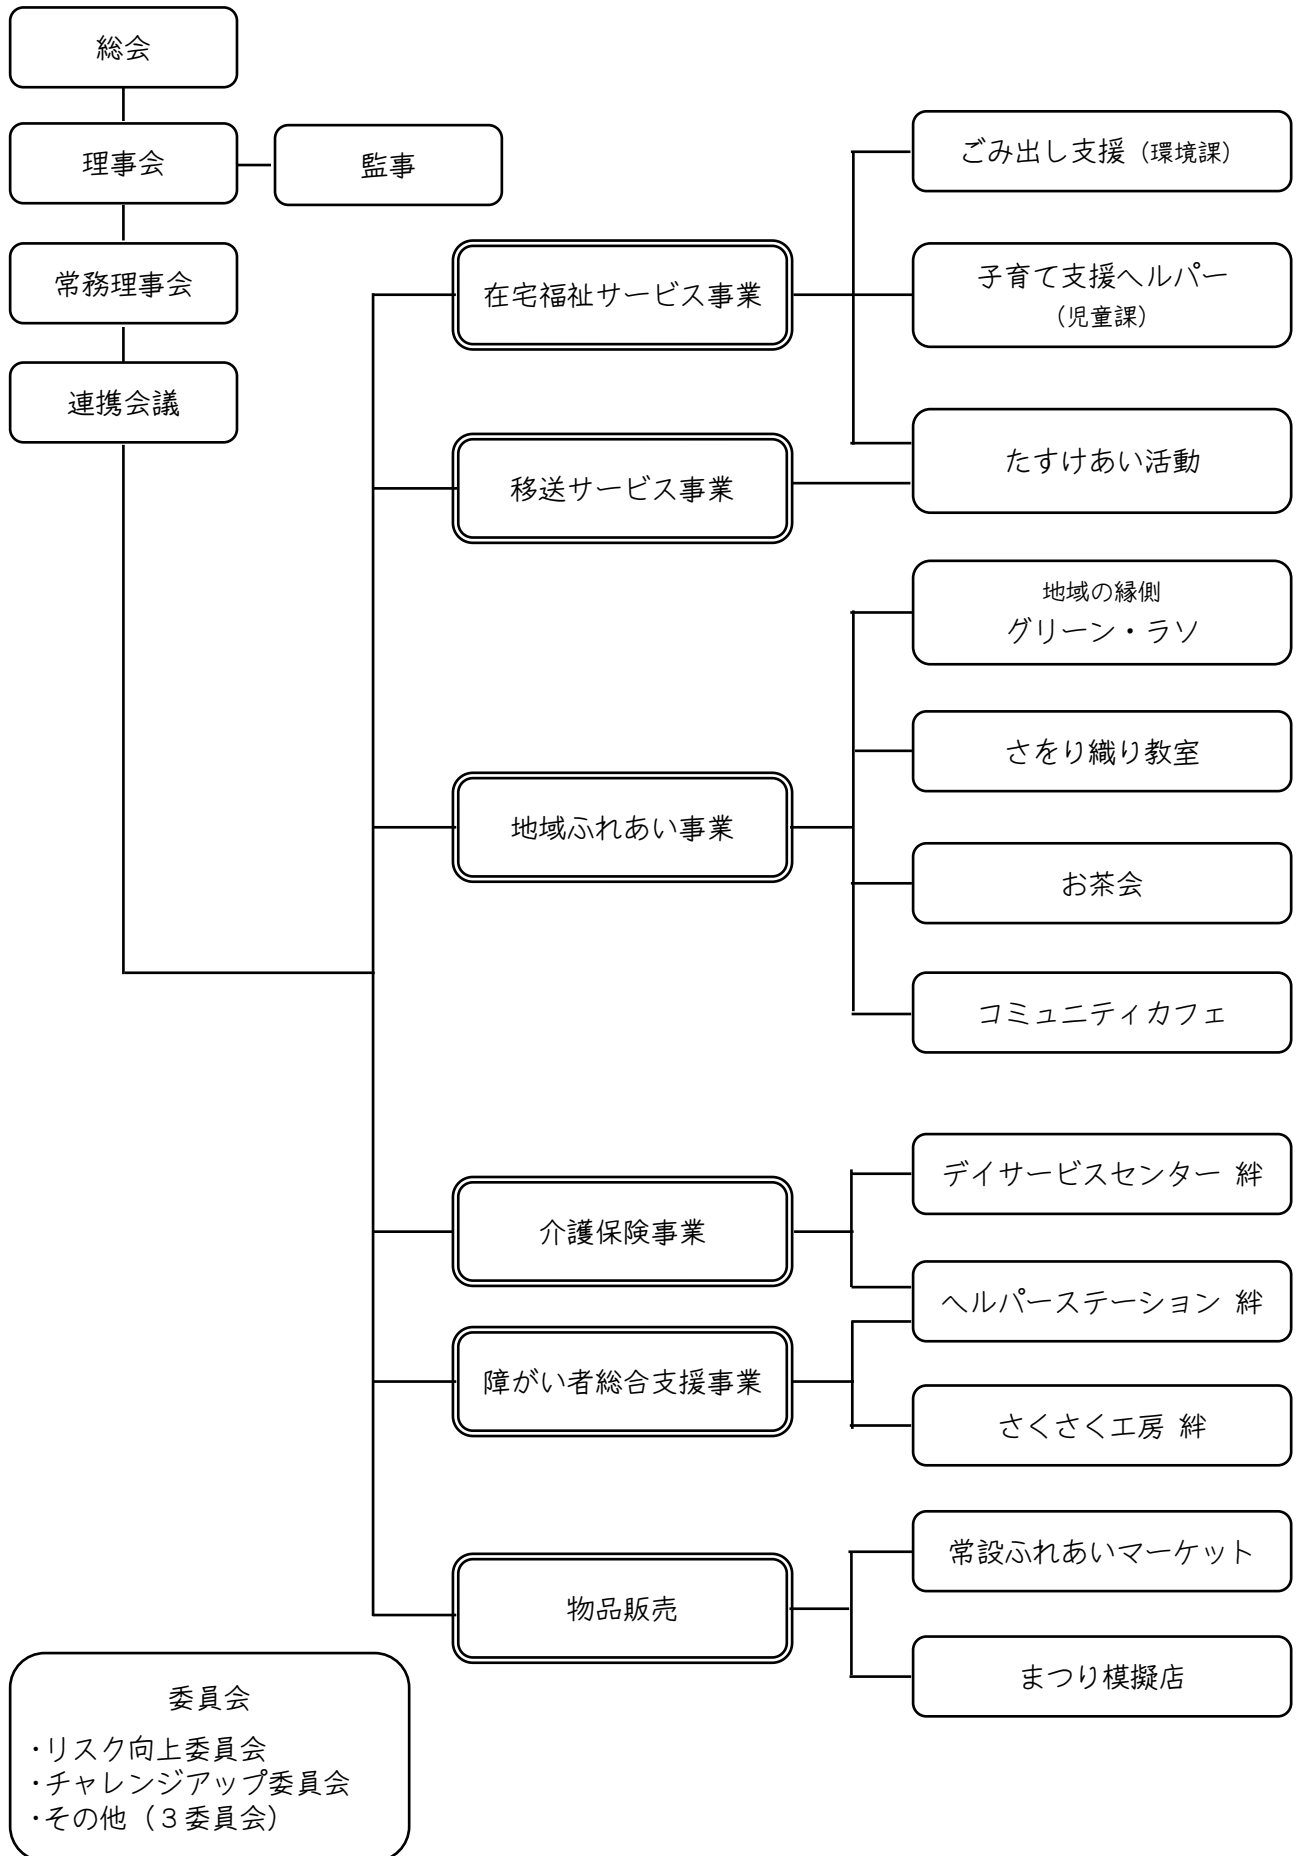 総会
理事会
監事
常務理事会
連携会議
在宅福祉サービス事業
ごみ出し支援（環境課）
子育て支援ヘルパー
（児童課）
たすけあい活動
移送サービス事業
地域ふれあい事業
地域の縁側
グリーン・ラソ
さをり織り教室
お茶会
コミュニティカフェ
介護保険事業
デイサービスセンター 絆
ヘルパーステーション 絆
障がい者総合支援事業
さくさく工房 絆
物品販売
常設ふれあいマーケット
まつり模擬店
委員会
・リスク向上委員会
・チャレンジアップ委員会
・その他（３委員会）